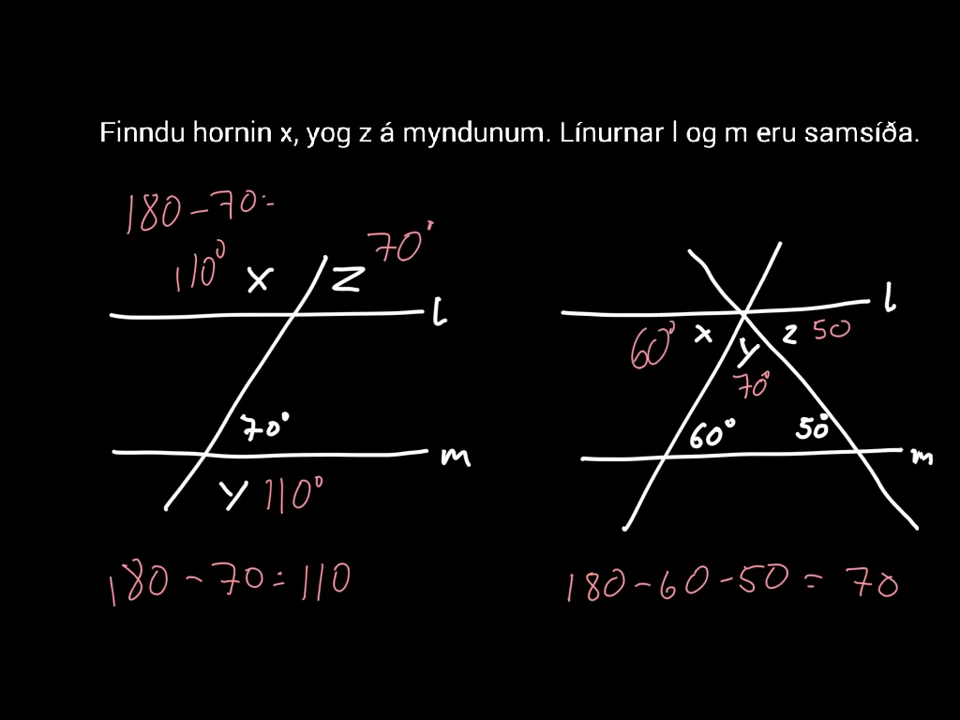 Finndu hornin x, yog z á myndunum. Línurnar l og m eru samsíða.
180-70=
110° x z 70°
l
70°
m
y 110°
180-70=110
l
60° x y z 50
70°
60° 50°
m
180-60-50=70